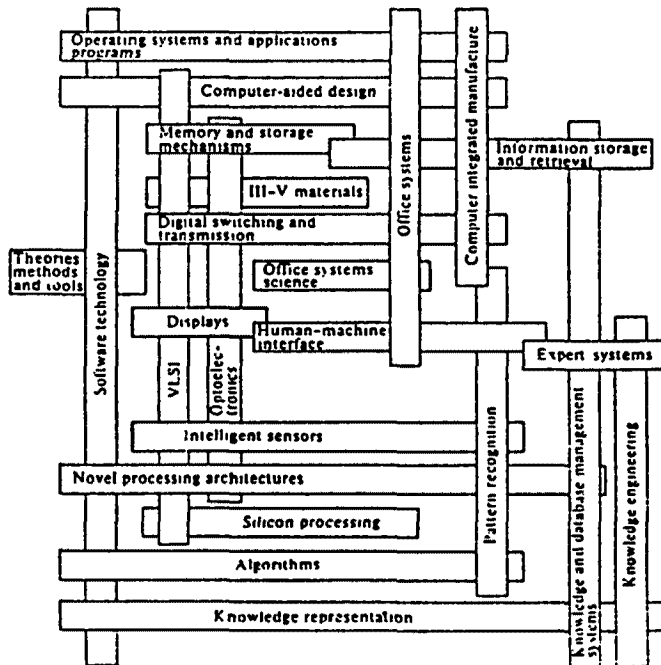 Operating systems and applications
programs
Computer-aided design
Memory and storage
mechanisms
Information storage
and retrieval
III-V materials
Digital switching and
transmission
Theories
methods
and tools
Office systems
science
Displays
Human-machine
interface
Expert systems
Intelligent sensors
Novel processing architectures
Silicon processing
Algorithms
Knowledge representation
Software technology
VLSI
Optoelec-
tronics
Office systems
Computer integrated manufacture
Pattern recognition
Knowledge and database management
systems
Knowledge engineering